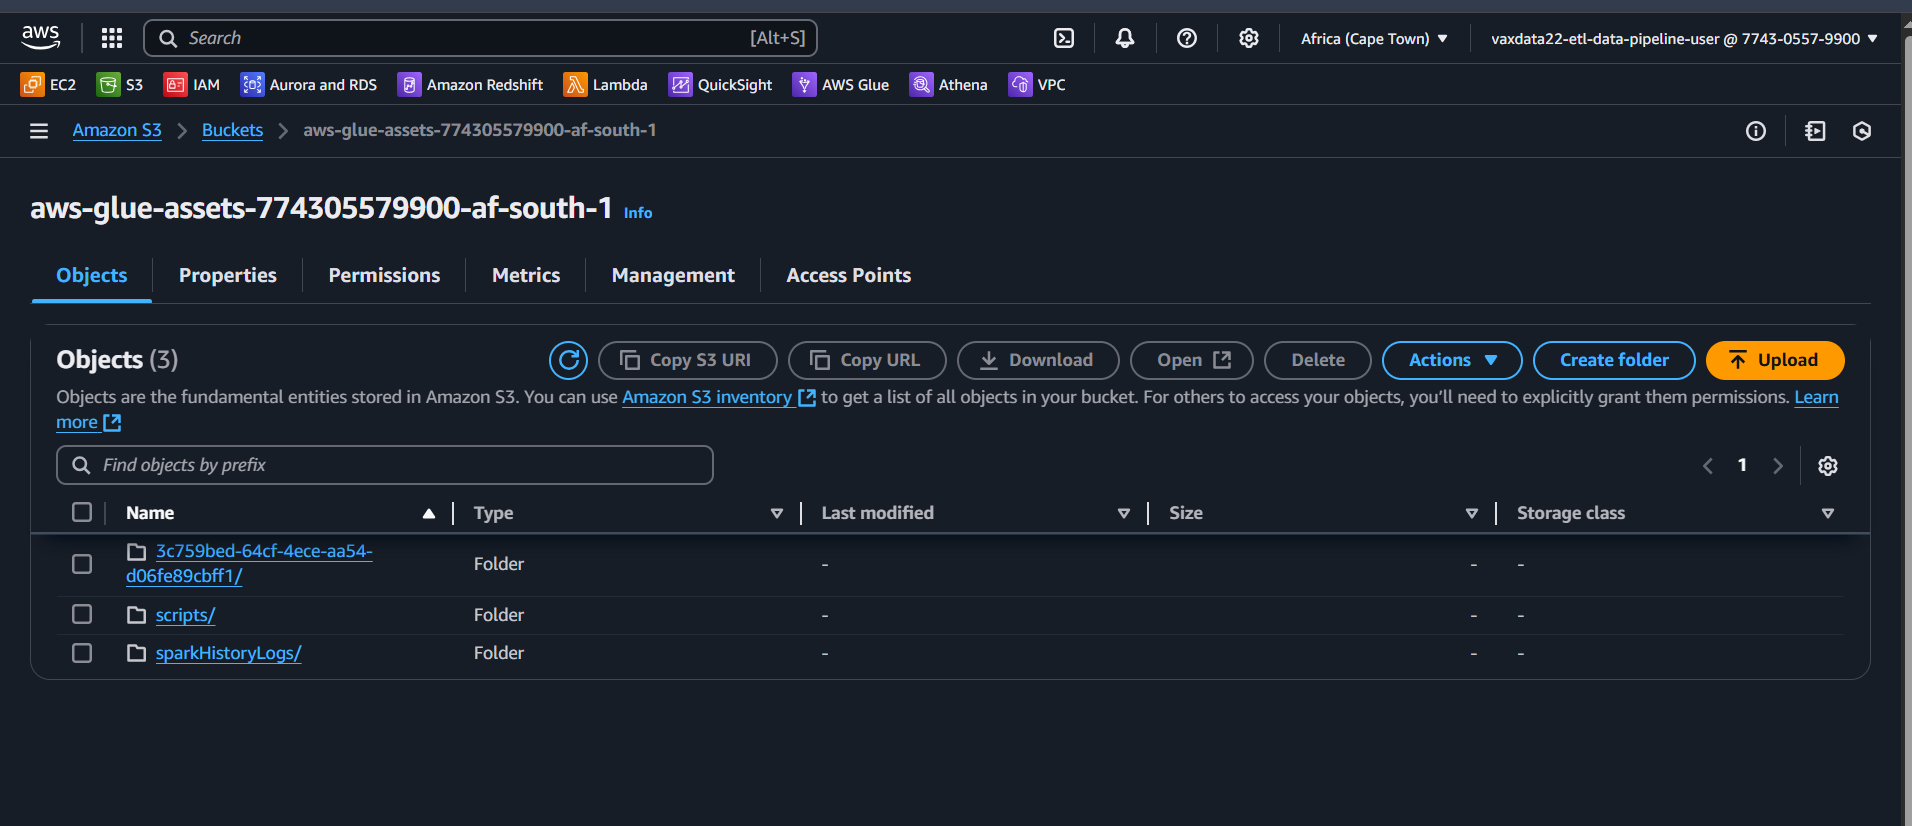 aws
Search [Alt+S]
Africa (Cape Town)
vaxdata22-etl-data-pipeline-user @ 7743-0557-9900
EC2 S3 IAM Aurora and RDS Amazon Redshift Lambda QuickSight AWS Glue Athena VPC
Amazon S3 > Buckets > aws-glue-assets-774305579900-af-south-1
aws-glue-assets-774305579900-af-south-1 Info
Objects Properties Permissions Metrics Management Access Points
Objects (3)
Copy S3 URI Copy URL Download Open Delete Actions Create folder Upload
Objects are the fundamental entities stored in Amazon S3. You can use Amazon S3 inventory to get a list of all objects in your bucket. For others to access your objects, you'll need to explicitly grant them permissions. Learn
more
Find objects by prefix
1
Name Type Last modified Size Storage class
3c759bed-64cf-4ece-aa54-
d06fe89cbff1/
Folder - - -
scripts/ Folder - - -
sparkHistoryLogs/ Folder - - -